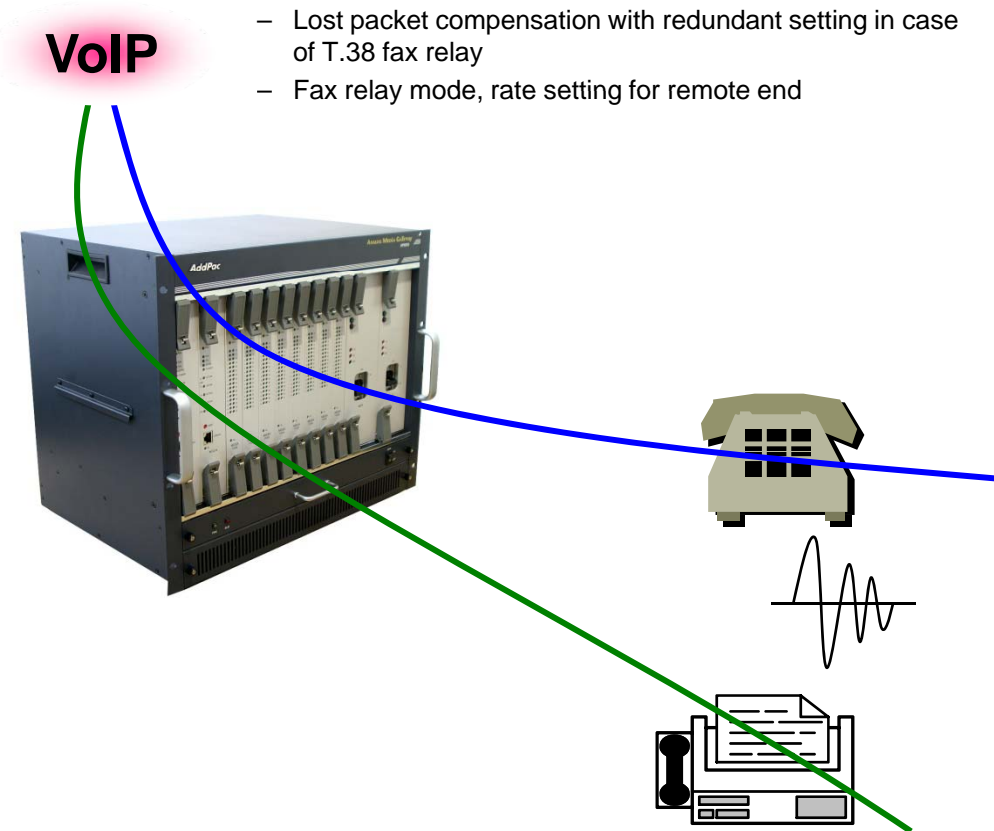 VoIP
– Lost packet compensation with redundant setting in case
of T.38 fax relay
– Fax relay mode, rate setting for remote end
AddPac